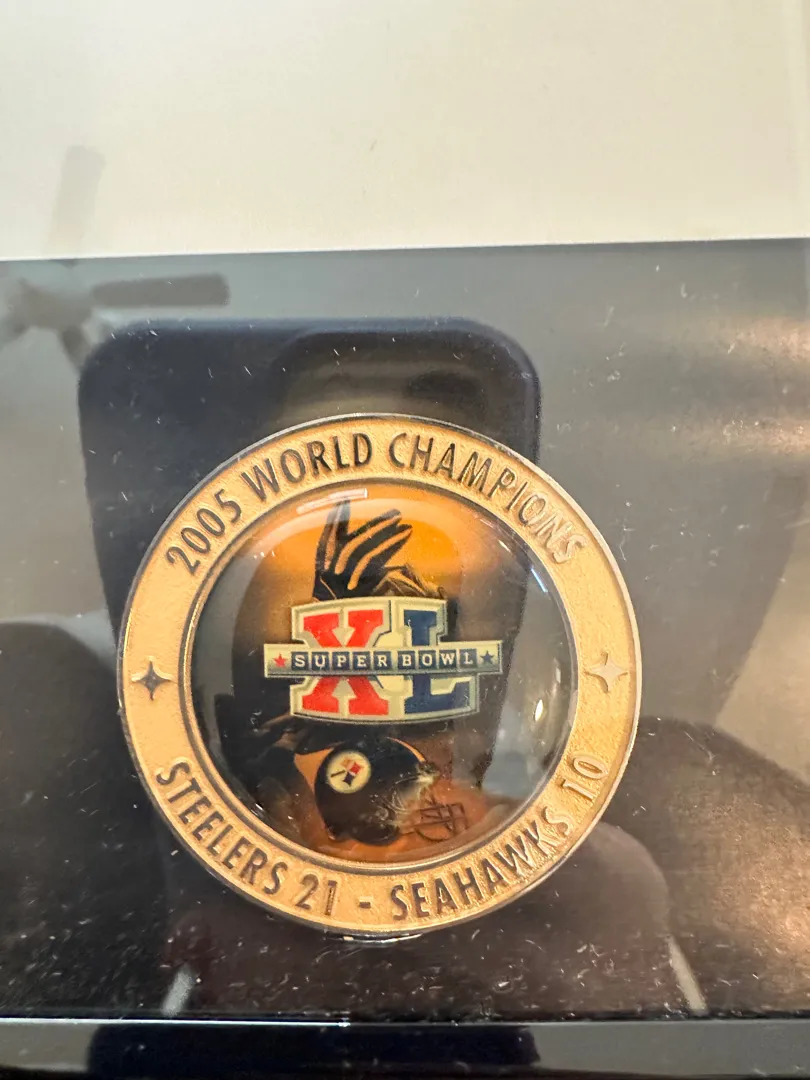 2005 WORLD CHAMPIONS
XL
SUPER BOWL
STEELERS 21 - SEAHAWKS 10